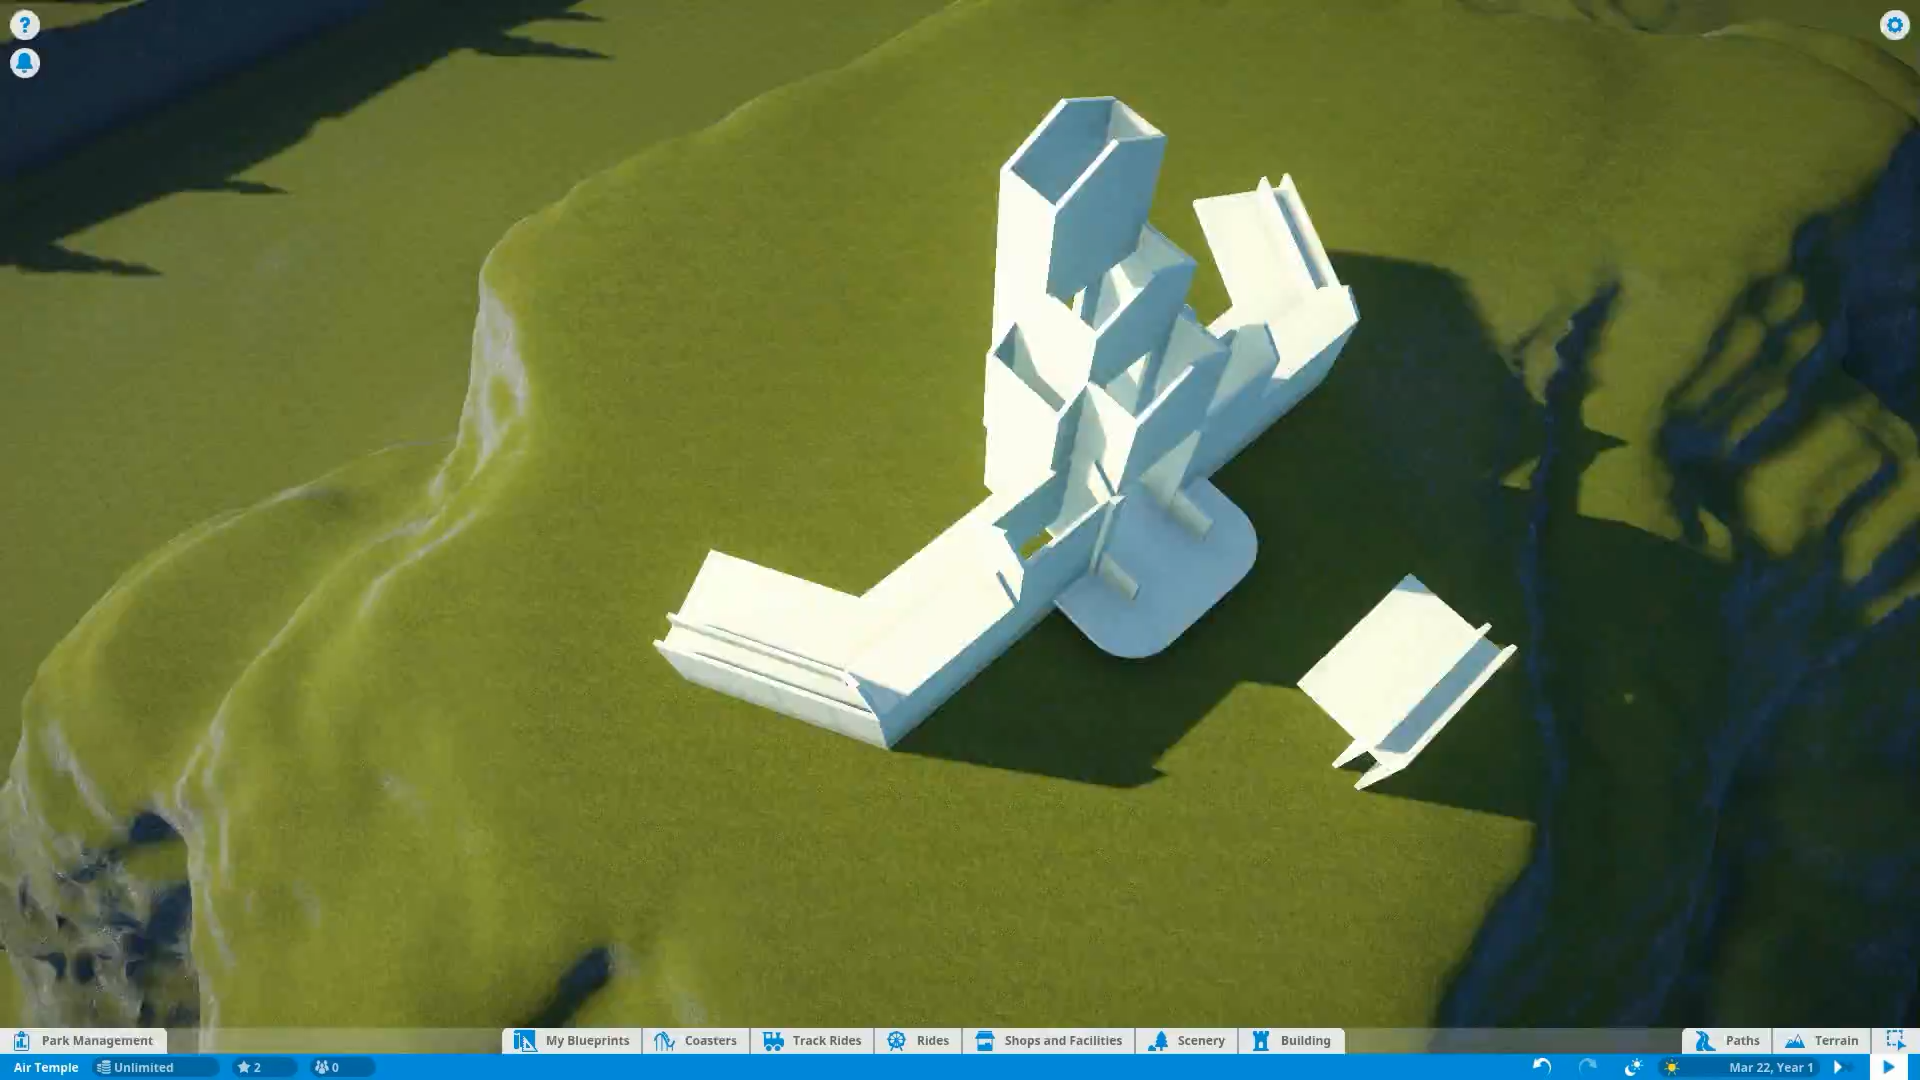 ?
Park Management
My Blueprints
Coasters
Track Rides
Rides
Shops and Facilities
Scenery
Building
Paths
Terrain
Air Temple
Unlimited
2
0
Mar 22, Year 1